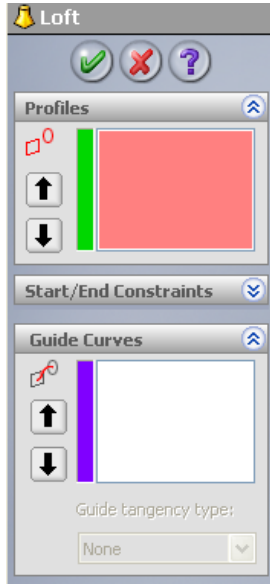 Loft
Profiles
Start/End Constraints
Guide Curves
Guide tangency type:
None